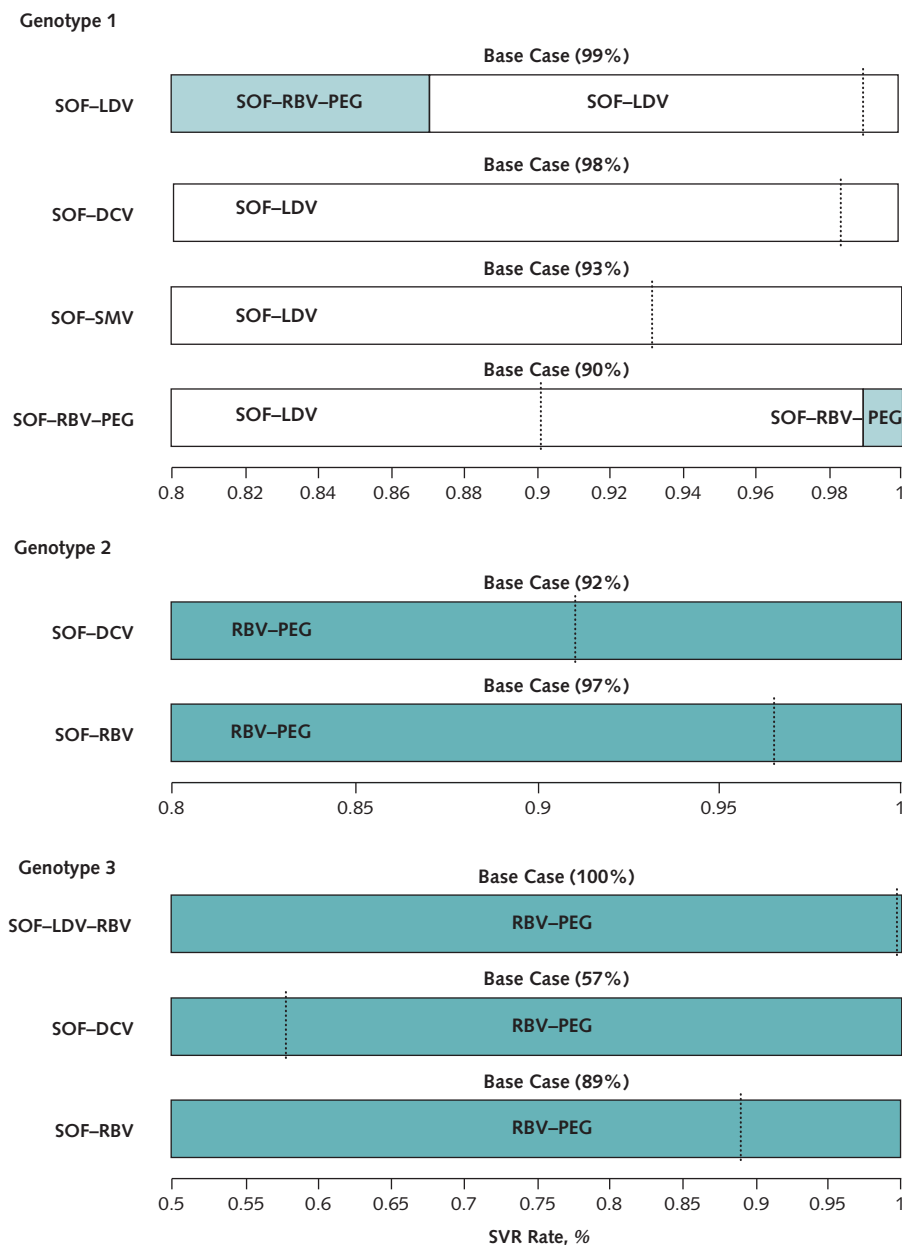 Genotype 1
Base Case (99%)
SOF–LDV SOF–RBV–PEG SOF–LDV
Base Case (98%)
SOF–DCV SOF–LDV
Base Case (93%)
SOF–SMV SOF–LDV
Base Case (90%)
SOF–RBV–PEG SOF–LDV SOF–RBV–PEG
0.8 0.82 0.84 0.86 0.88 0.9 0.92 0.94 0.96 0.98 1
Genotype 2
Base Case (92%)
SOF–DCV RBV–PEG
Base Case (97%)
SOF–RBV RBV–PEG
0.8 0.85 0.9 0.95 1
Genotype 3
Base Case (100%)
SOF–LDV–RBV RBV–PEG
Base Case (57%)
SOF–DCV RBV–PEG
Base Case (89%)
SOF–RBV RBV–PEG
0.5 0.55 0.6 0.65 0.7 0.75 0.8 0.85 0.9 0.95 1
SVR Rate, %